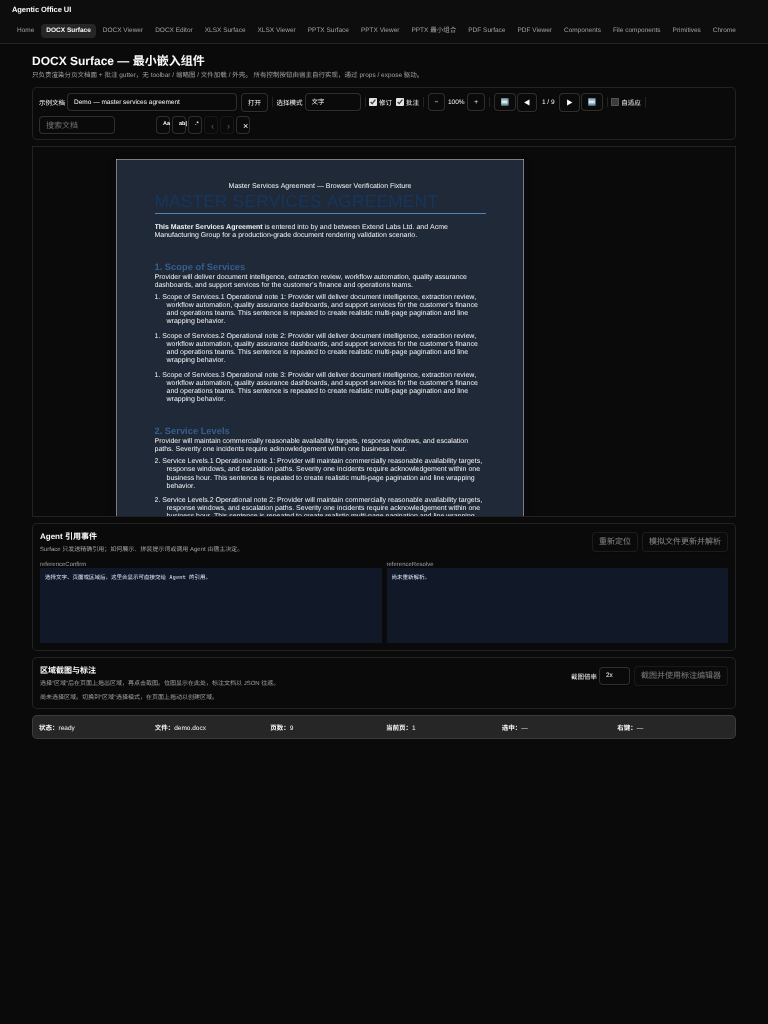 Agentic Office UI
Home DOCX Surface DOCX Viewer DOCX Editor XLSX Surface XLSX Viewer PPTX Surface PPTX Viewer PPTX 最小组合 PDF Surface PDF Viewer Components File components Primitives Chrome
DOCX Surface — 最小嵌入组件
只负责渲染分页文档面 + 批注 gutter，无 toolbar / 缩略图 / 文件加载 / 外壳。 所有控制按钮由宿主自行实现，通过 props / expose 驱动。
示例文档 Demo — master services agreement 打开 选择模式 文字 修订 批注 − 100% + ◀ 1 / 9 ▶ 自适应
搜索文档 Aa ab| .* ‹ › ×
Master Services Agreement — Browser Verification Fixture
MASTER SERVICES AGREEMENT
This Master Services Agreement is entered into by and between Extend Labs Ltd. and Acme
Manufacturing Group for a production-grade document rendering validation scenario.
1. Scope of Services
Provider will deliver document intelligence, extraction review, workflow automation, quality assurance
dashboards, and support services for the customer's finance and operations teams.
1. Scope of Services.1 Operational note 1: Provider will deliver document intelligence, extraction review,
workflow automation, quality assurance dashboards, and support services for the customer's finance
and operations teams. This sentence is repeated to create realistic multi-page pagination and line
wrapping behavior.
1. Scope of Services.2 Operational note 2: Provider will deliver document intelligence, extraction review,
workflow automation, quality assurance dashboards, and support services for the customer's finance
and operations teams. This sentence is repeated to create realistic multi-page pagination and line
wrapping behavior.
1. Scope of Services.3 Operational note 3: Provider will deliver document intelligence, extraction review,
workflow automation, quality assurance dashboards, and support services for the customer's finance
and operations teams. This sentence is repeated to create realistic multi-page pagination and line
wrapping behavior.
2. Service Levels
Provider will maintain commercially reasonable availability targets, response windows, and escalation
paths. Severity one incidents require acknowledgement within one business hour.
2. Service Levels.1 Operational note 1: Provider will maintain commercially reasonable availability targets,
response windows, and escalation paths. Severity one incidents require acknowledgement within one
business hour. This sentence is repeated to create realistic multi-page pagination and line wrapping
behavior.
2. Service Levels.2 Operational note 2: Provider will maintain commercially reasonable availability targets,
response windows, and escalation paths. Severity one incidents require acknowledgement within one
business hour. This sentence is repeated to create realistic multi-page pagination and line wrapping
Agent 引用事件
Surface 只发送精确引用；如何展示、拼装提示词或调用 Agent 由宿主决定。
重新定位 模拟文件更新并解析
referenceConfirm referenceResolve
选择文字、页面或区域后，这里会显示可直接交给 Agent 的引用。 尚未重新解析。
区域截图与标注
选择"区域"后在页面上拖出区域，再点击截图。位图显示在此处，标注文档以 JSON 往返。
截图倍率 2x 截图并使用标注编辑器
尚未选择区域。切换到"区域"选择模式，在页面上拖动以创建区域。
状态：ready 文件：demo.docx 页数：9 当前页：1 选中：— 右键：—